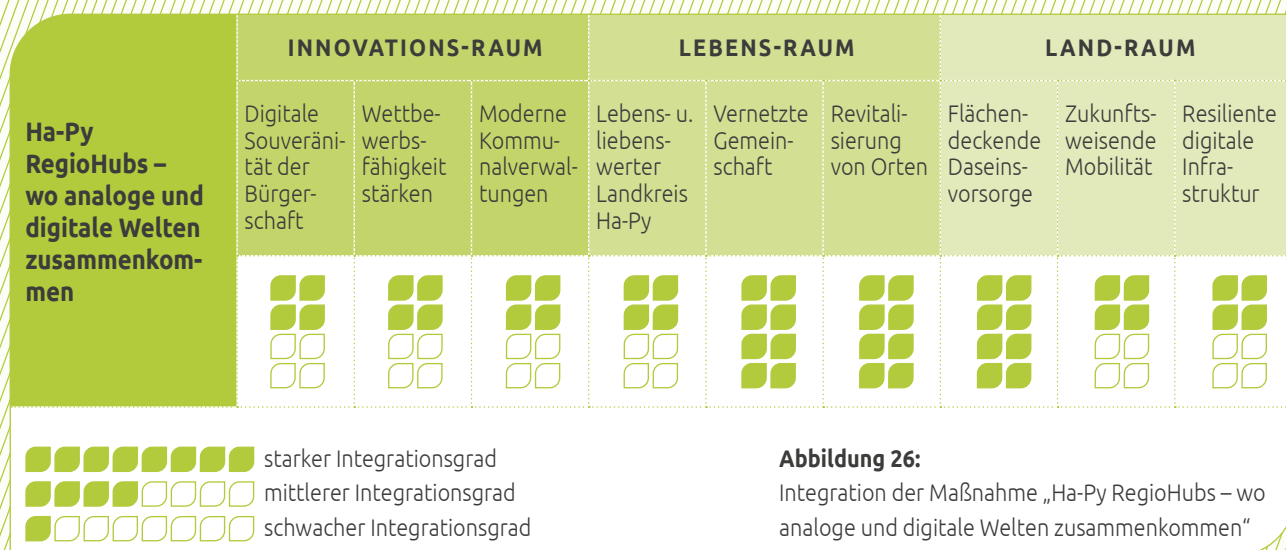 Ha-Py
RegioHubs –
wo analoge und
digitale Welten
zusammenkom-
men
INNOVATIONS-RAUM
LEBENS-RAUM
LAND-RAUM
Digitale
Souveräni-
tät der
Bürger-
schaft
Wettbe-
werbs-
fähigkeit
stärken
Moderne
Kommu-
nalverwal-
tungen
Lebens- u.
liebens-
werter
Landkreis
Ha-Py
Vernetzte
Gemein-
schaft
Revitali-
sierung
von Orten
Flächen-
deckende
Daseins-
vorsorge
Zukunfts-
weisende
Mobilität
Resiliente
digitale
Infra-
struktur
starker Integrationsgrad
mittlerer Integrationsgrad
schwacher Integrationsgrad
Abbildung 26:
Integration der Maßnahme „Ha-Py RegioHubs – wo
analoge und digitale Welten zusammenkommen“